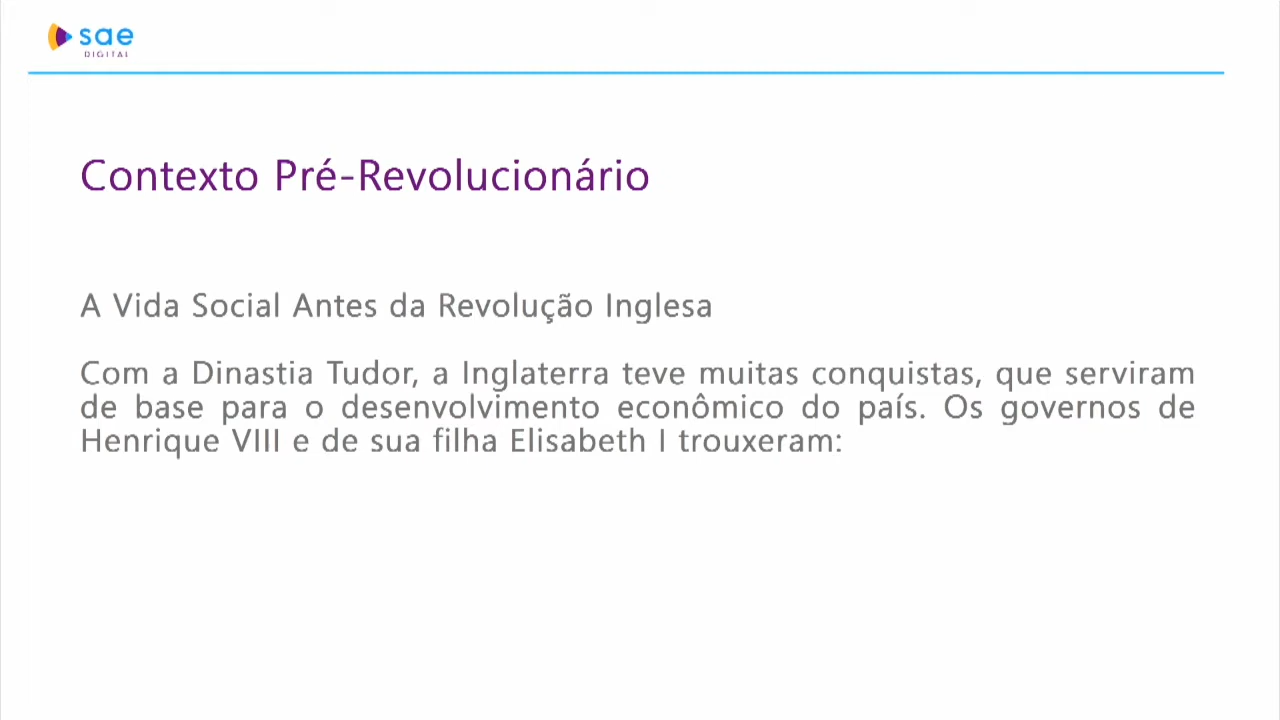 sae
DIGITAL
Contexto Pré-Revolucionário
A Vida Social Antes da Revolução Inglesa
Com a Dinastia Tudor, a Inglaterra teve muitas conquistas, que serviram
de base para o desenvolvimento econômico do país. Os governos de
Henrique VIII e de sua filha Elisabeth I trouxeram: